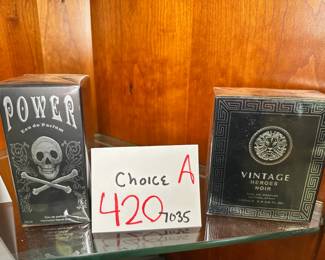 POWER
Eau de Parfum
Choice A
420
7035
VINTAGE
HEROES
NOIR